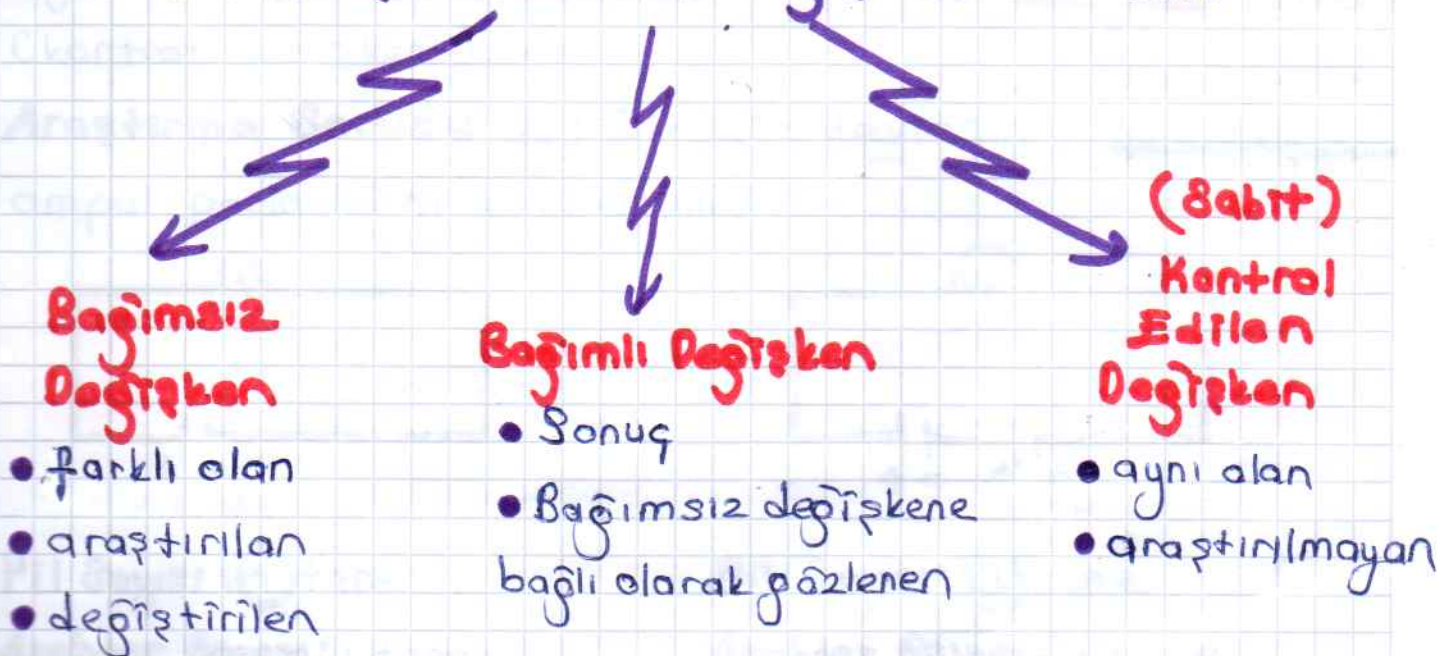 Bağımsız
Değişken
• farklı olan
• araştırılan
• değiştirilen
Bağımlı Değişken
• Sonuç
• Bağımsız değişkene
bağlı olarak gözlenen
(Sabit)
Kontrol
Edilen
Değişken
• aynı olan
• araştırılmayan